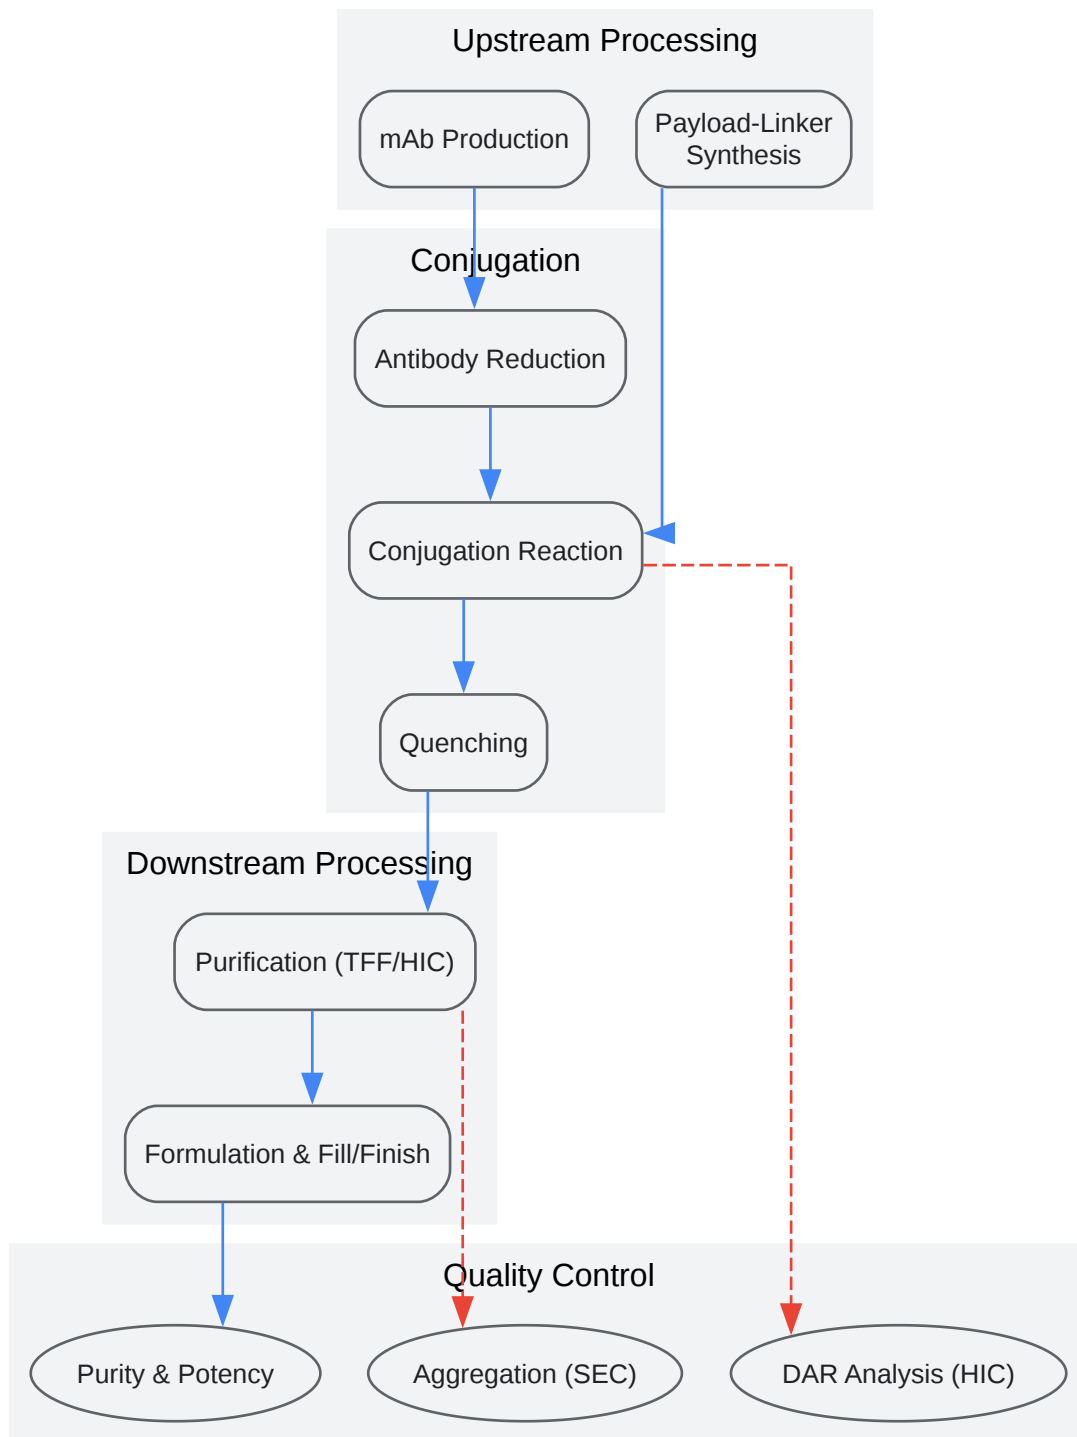 Upstream Processing
mAb Production
Payload-Linker
Synthesis
Conjugation
Antibody Reduction
Conjugation Reaction
Quenching
Downstream Processing
Purification (TFF/HIC)
Formulation & Fill/Finish
Quality Control
Purity & Potency
Aggregation (SEC)
DAR Analysis (HIC)